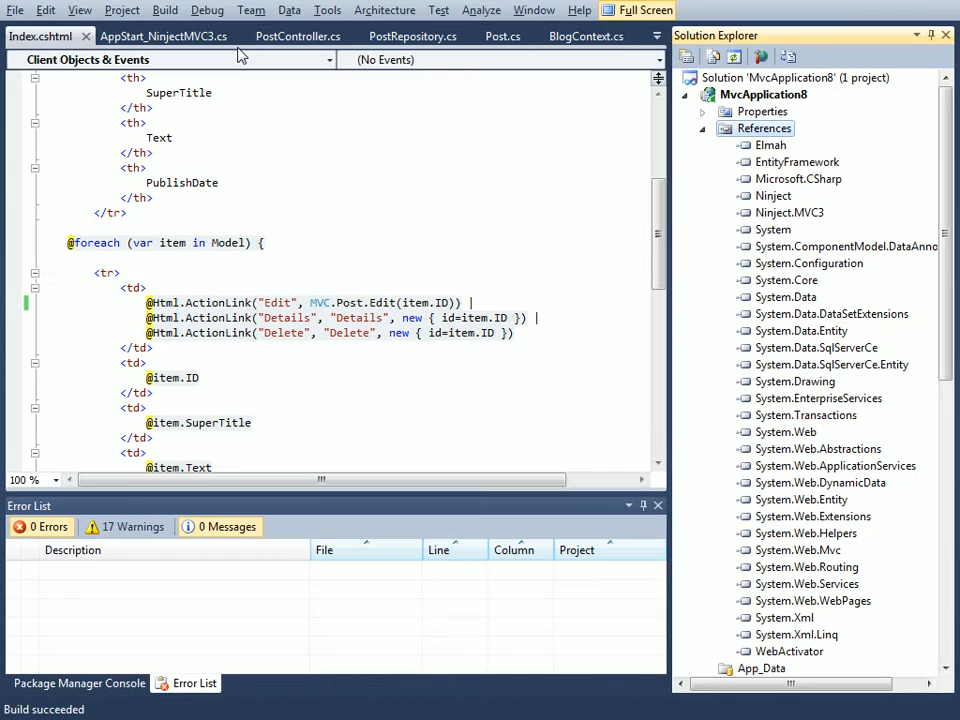 File Edit View Project Build Debug Team Data Tools Architecture Test Analyze Window Help Full Screen
Index.cshtml AppStart_NinjectMVC3.cs PostController.cs PostRepository.cs Post.cs BlogContext.cs
Client Objects & Events (No Events)
<th>
SuperTitle
</th>
<th>
Text
</th>
<th>
PublishDate
</th>
</tr>
@foreach (var item in Model) {
<tr>
<td>
@Html.ActionLink("Edit", MVC.Post.Edit(item.ID)) |
@Html.ActionLink("Details", "Details", new { id=item.ID }) |
@Html.ActionLink("Delete", "Delete", new { id=item.ID })
</td>
<td>
@item.ID
</td>
<td>
@item.SuperTitle
</td>
<td>
@item.Text
100 %
Error List
0 Errors 17 Warnings 0 Messages
Description File Line Column Project
Package Manager Console Error List
Build succeeded
Solution Explorer
Solution 'MvcApplication8' (1 project)
MvcApplication8
Properties
References
Elmah
EntityFramework
Microsoft.CSharp
Ninject
Ninject.MVC3
System
System.ComponentModel.DataAnno
System.Configuration
System.Core
System.Data
System.Data.DataSetExtensions
System.Data.Entity
System.Data.SqlServerCe
System.Data.SqlServerCe.Entity
System.Drawing
System.EnterpriseServices
System.Transactions
System.Web
System.Web.Abstractions
System.Web.ApplicationServices
System.Web.DynamicData
System.Web.Entity
System.Web.Extensions
System.Web.Helpers
System.Web.Mvc
System.Web.Routing
System.Web.Services
System.Web.WebPages
System.Xml
System.Xml.Linq
WebActivator
App_Data